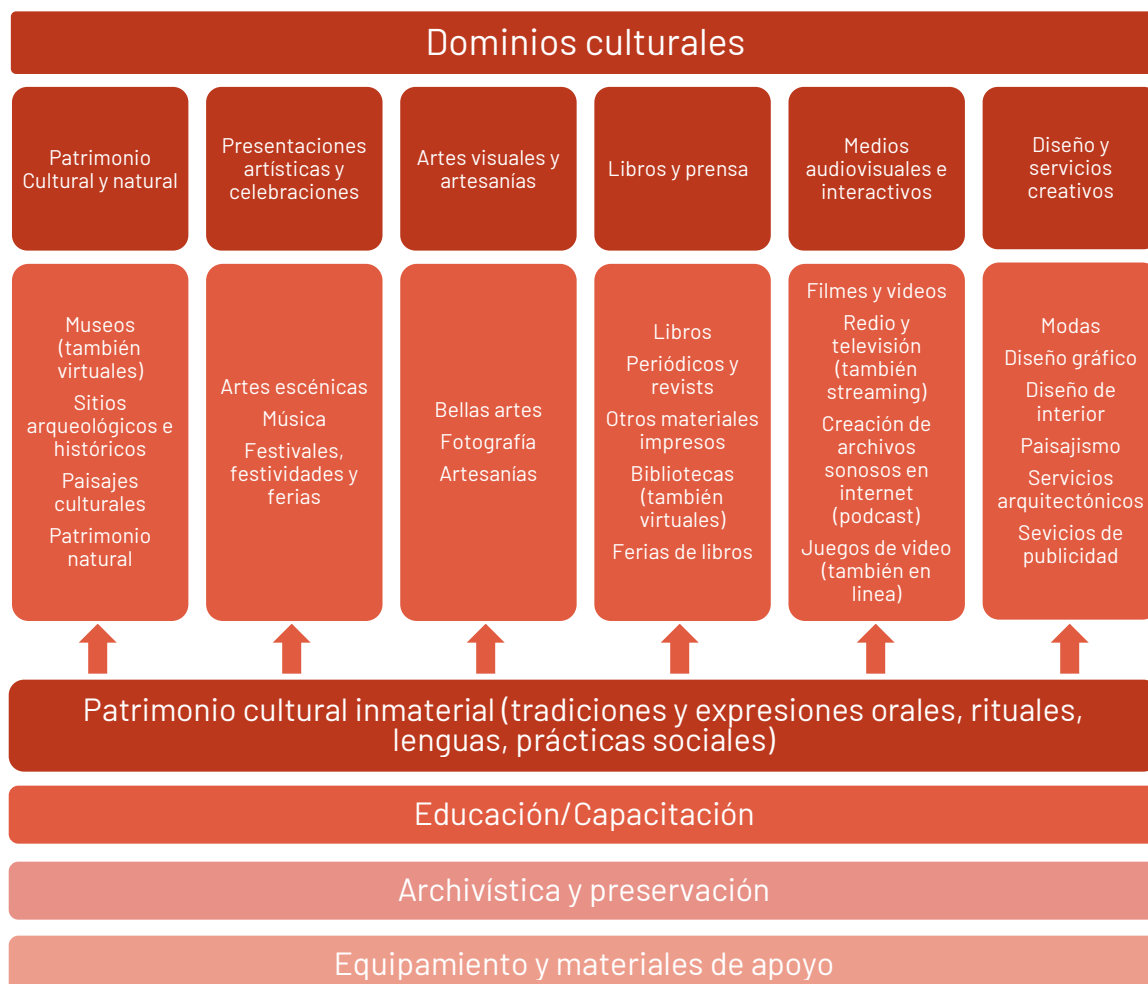 Dominios culturales
Patrimonio
Cultural y natural
Presentaciones
artísticas y
celebraciones
Artes visuales y
artesanías
Libros y prensa
Medios
audiovisuales e
interactivos
Diseño y
servicios
creativos
Museos
(también
virtuales)
Sitios
arqueológicos e
históricos
Paisajes
culturales
Patrimonio
natural
Artes escénicas
Música
Festivales,
festividades y
ferias
Bellas artes
Fotografía
Artesanías
Libros
Periódicos y
revists
Otros materiales
impresos
Bibliotecas
(también
virtuales)
Ferias de libros
Filmes y videos
Redio y
televisión
(también
streaming)
Creación de
archivos
sonosos en
internet
(podcast)
Juegos de video
(también en
linea)
Modas
Diseño gráfico
Diseño de
interior
Paisajismo
Servicios
arquitectónicos
Sevicios de
publicidad
Patrimonio cultural inmaterial (tradiciones y expresiones orales, rituales,
lenguas, prácticas sociales)
Educación/Capacitación
Archivística y preservación
Equipamiento y materiales de apoyo